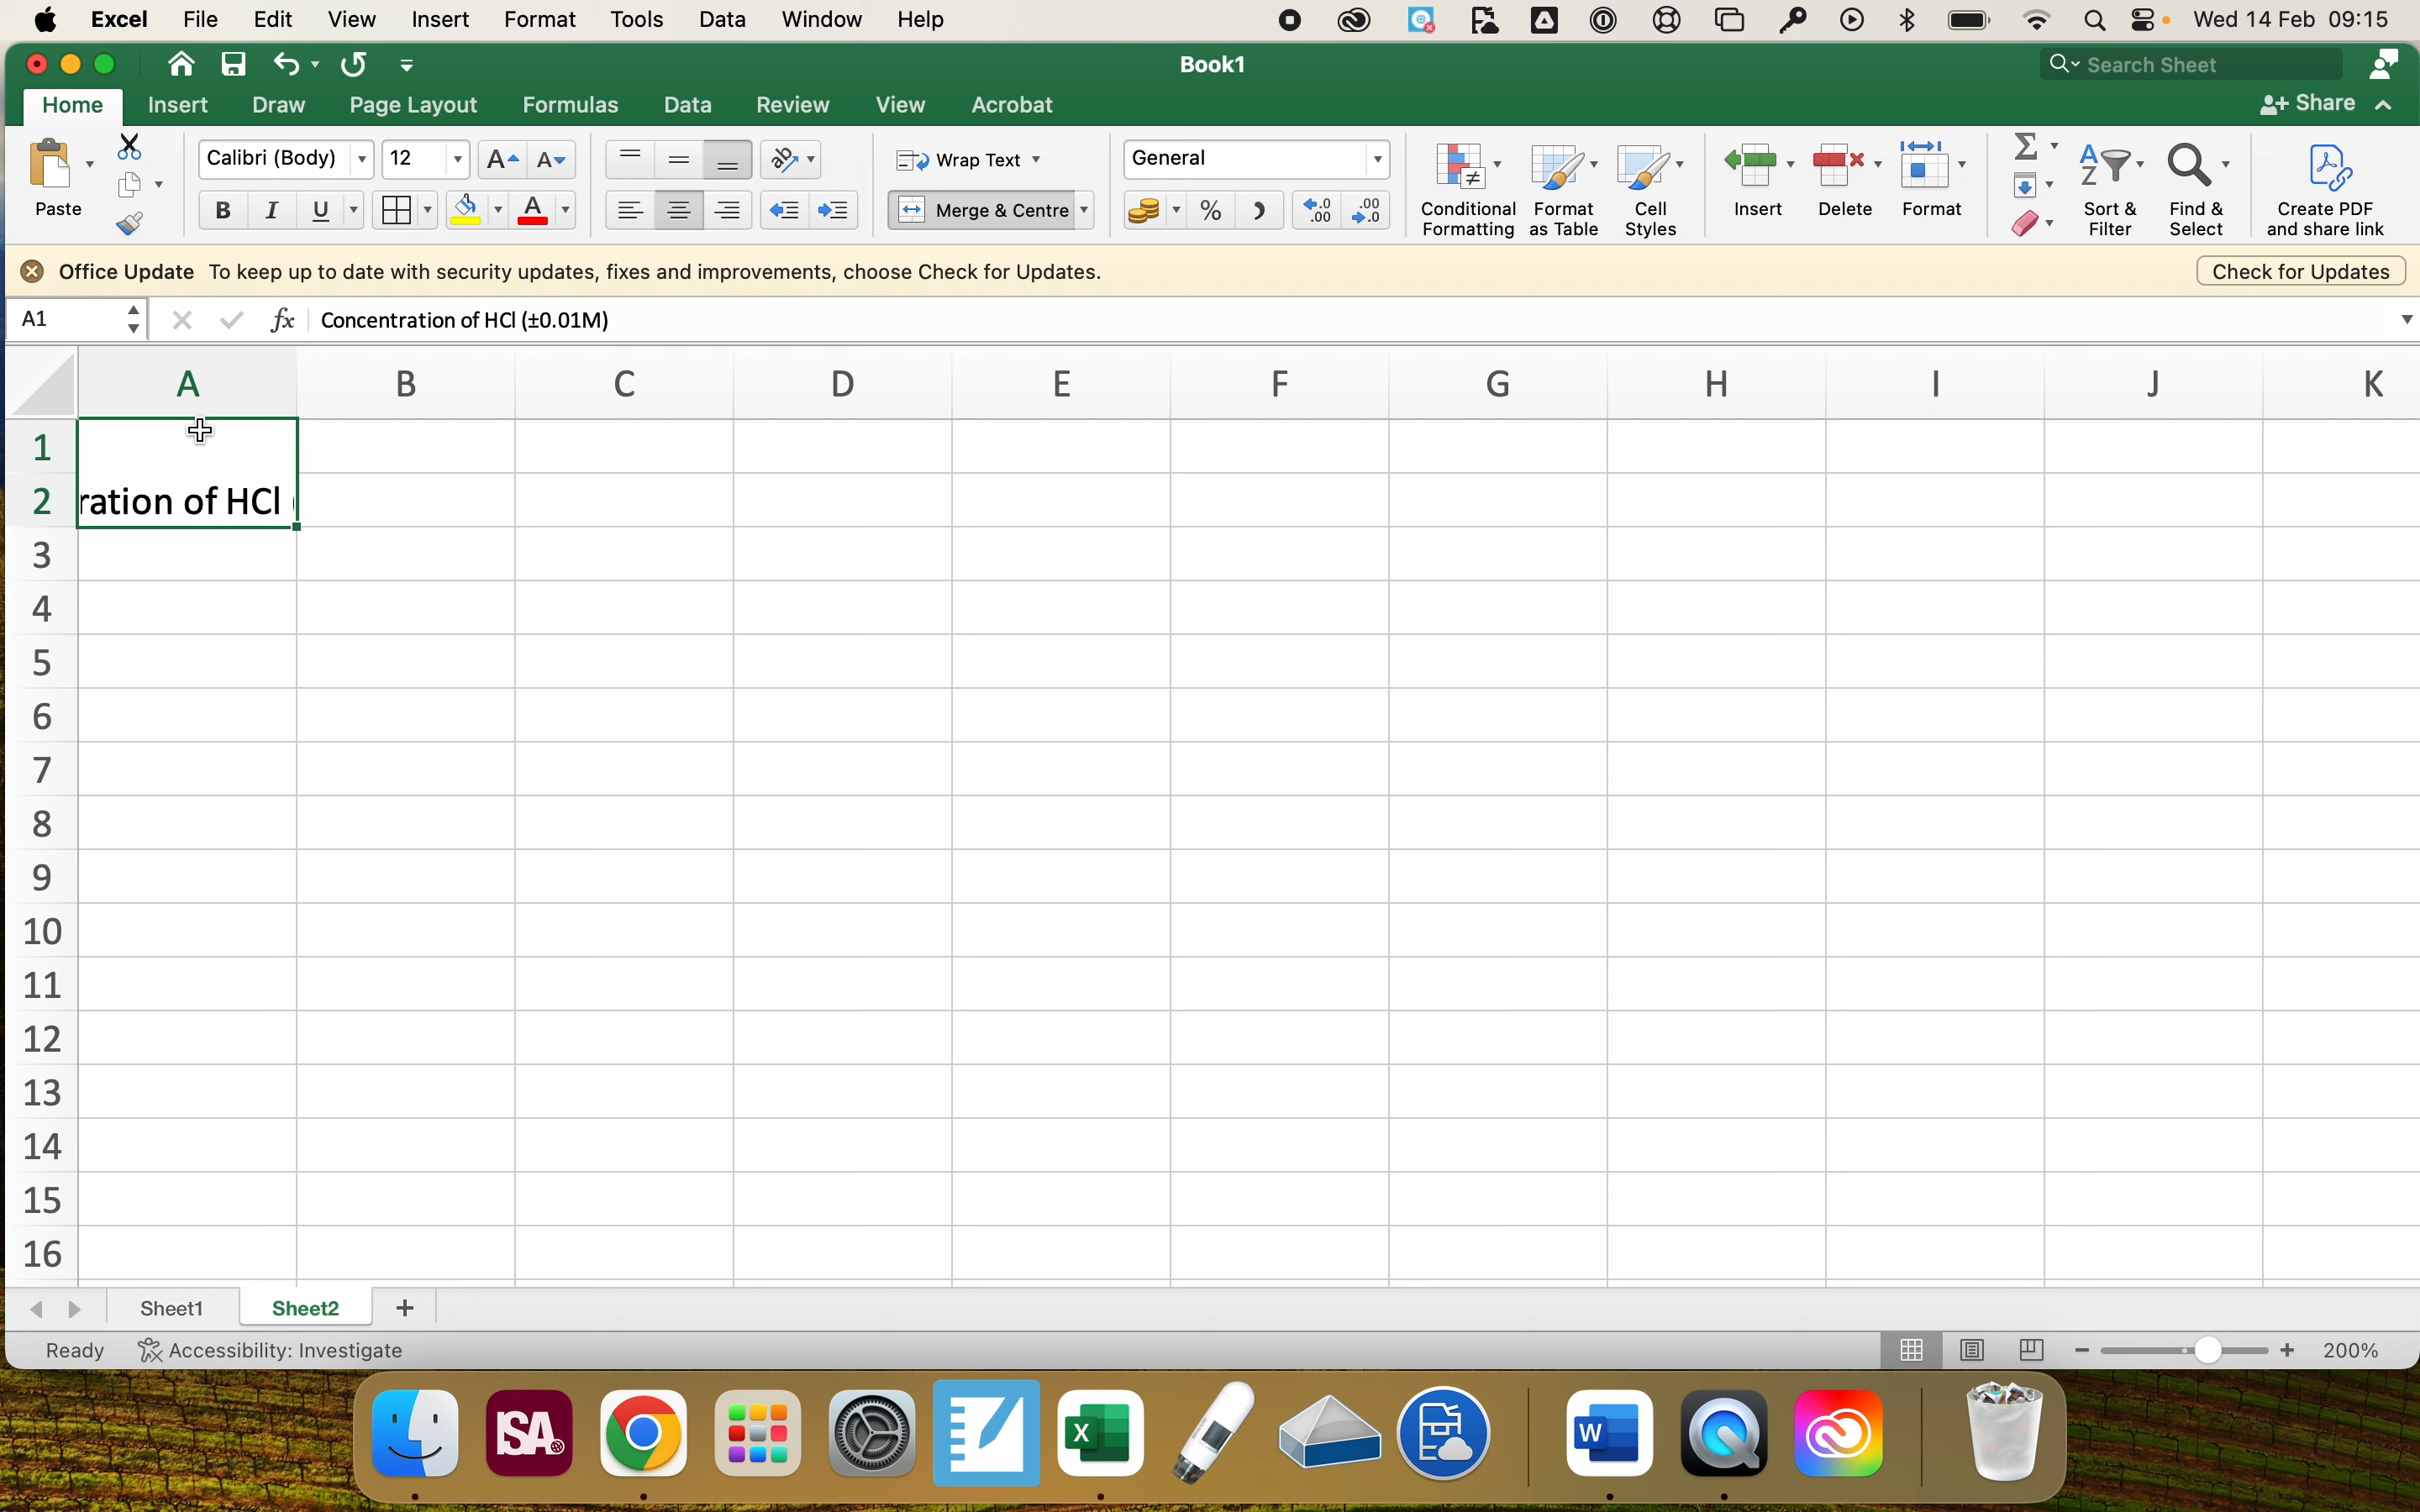 Excel File Edit View Insert Format Tools Data Window Help Wed 14 Feb 09:15
Book1 Search Sheet
Home Insert Draw Page Layout Formulas Data Review View Acrobat Share
Paste Calibri (Body) 12 A A ab Wrap Text General
B I U A Merge & Centre % .0 .00 .00 .0
Conditional Formatting Format as Table Cell Styles Insert Delete Format Sort & Filter Find & Select Create PDF and share link
Office Update To keep up to date with security updates, fixes and improvements, choose Check for Updates. Check for Updates
A1 fx Concentration of HCl (±0.01M)
A B C D E F G H I J K
1
2 ration of HCl (
3
4
5
6
7
8
9
10
11
12
13
14
15
16
Sheet1 Sheet2 +
Ready Accessibility: Investigate 200%
ISA X W